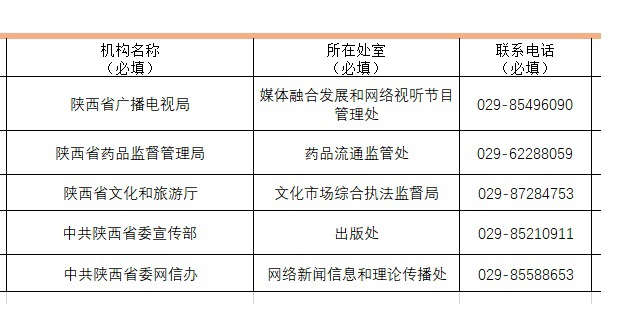 机构名称
（必填）
所在处室
（必填）
联系电话
（必填）
陕西省广播电视局
媒体融合发展和网络视听节目
管理处
029-85496090
陕西省药品监督管理局
药品流通监管处
029-62288059
陕西省文化和旅游厅
文化市场综合执法监督局
029-87284753
中共陕西省委宣传部
出版处
029-85210911
中共陕西省委网信办
网络新闻信息和理论传播处
029-85588653